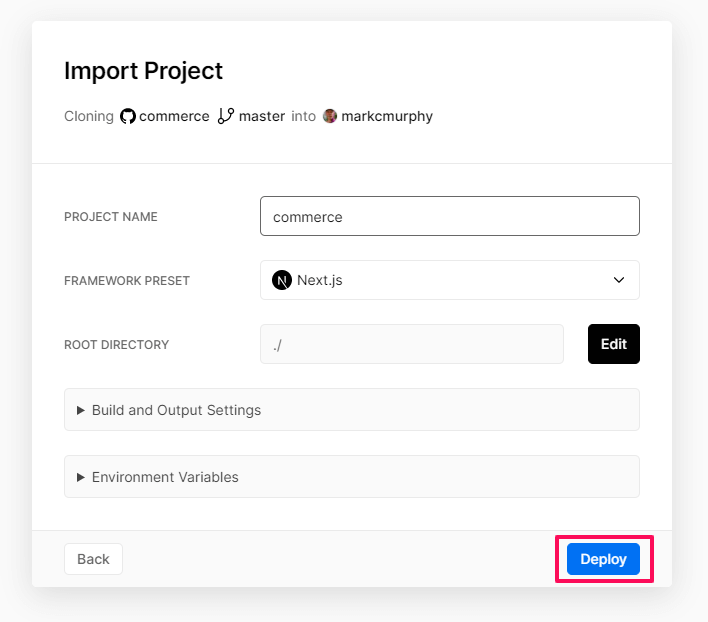 Import Project
Cloning commerce master into markcmurphy
PROJECT NAME commerce
FRAMEWORK PRESET N Next.js
ROOT DIRECTORY ./ Edit
Build and Output Settings
Environment Variables
Back Deploy